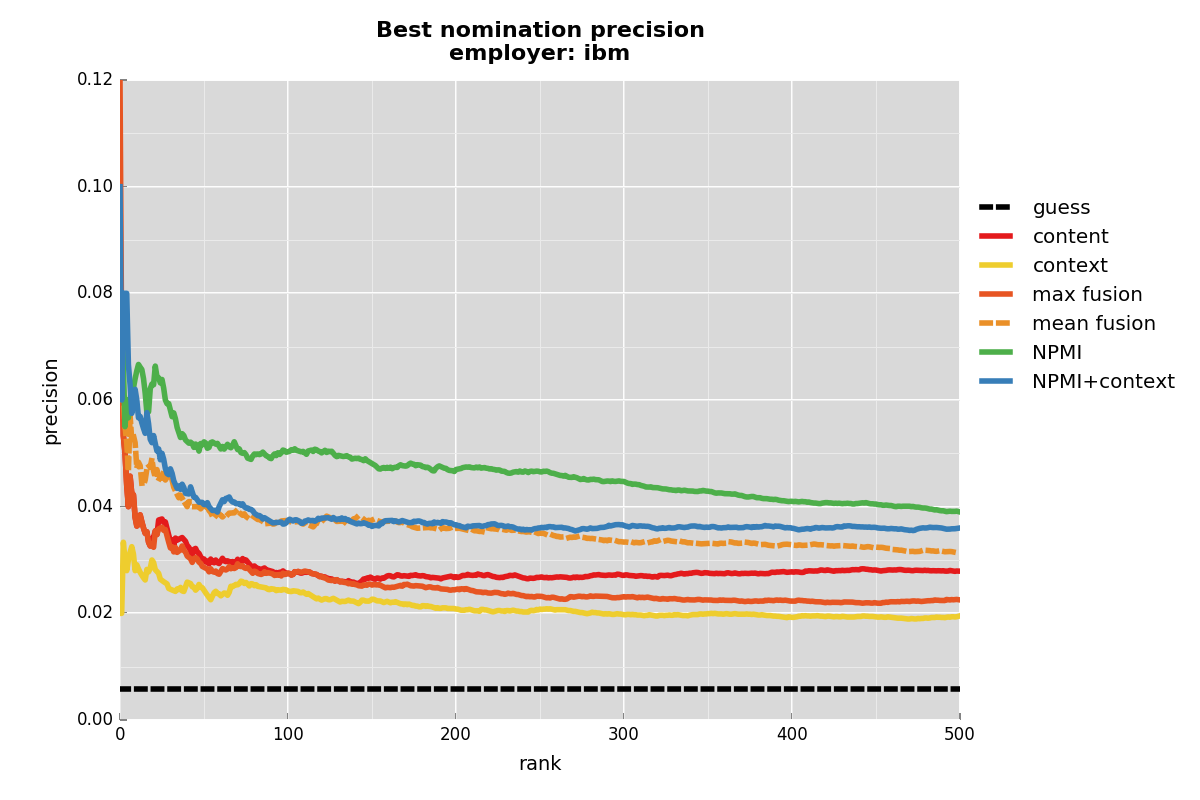 Best nomination precision
employer: ibm
precision
0.12
0.10
0.08
0.06
0.04
0.02
0.00
0 100 200 300 400 500
rank
guess
content
context
max fusion
mean fusion
NPMI
NPMI+context